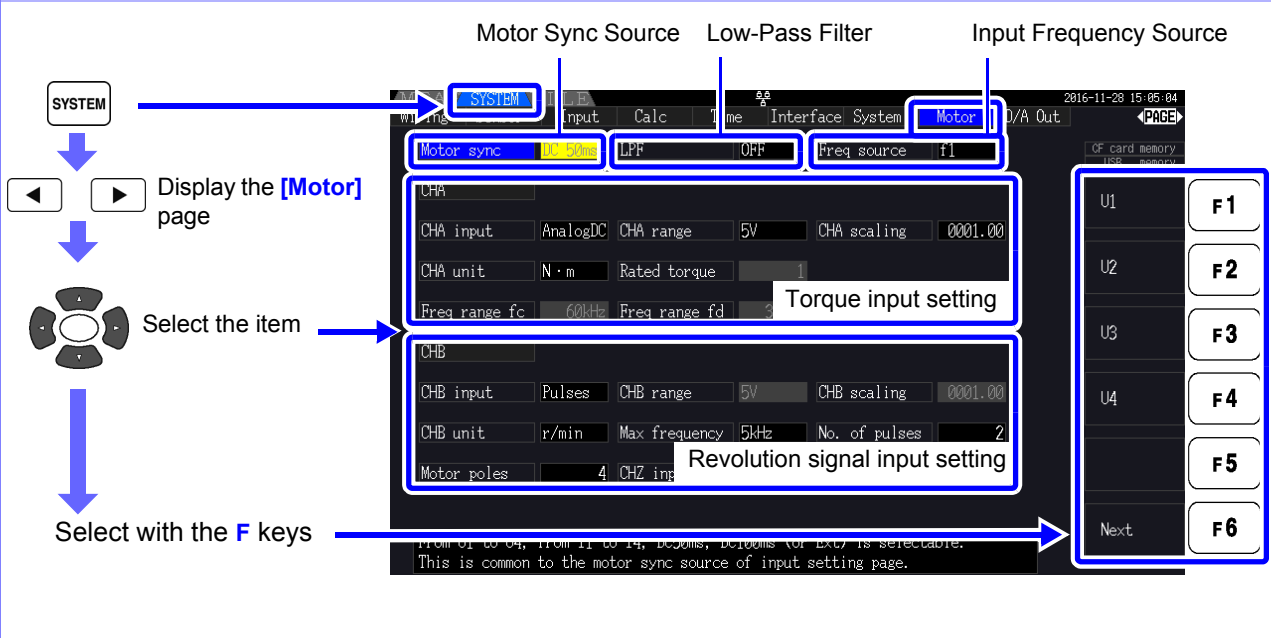 Motor Sync Source Low-Pass Filter Input Frequency Source
SYSTEM
SYSTEM
2016-11-28 15:05:04
Input Calc Time Interface System Motor D/A Out PAGE
Motor sync DC 50ms LPF OFF Freq source f1
CF card memory
USB memory
Display the [Motor]
page
CHA
CHA input AnalogDC CHA range 5V CHA scaling 0001.00
CHA unit N・m Rated torque 1
Freq range fc 60kHz Freq range fd
Torque input setting
Select the item
CHB
CHB input Pulses CHB range 5V CHB scaling 0001.00
CHB unit r/min Max frequency 5kHz No. of pulses 2
Motor poles 4 CHZ
Revolution signal input setting
U1 F1
U2 F2
U3 F3
U4 F4
F5
Next F6
Select with the F keys
is selectable.
This is common to the motor sync source of input setting page.